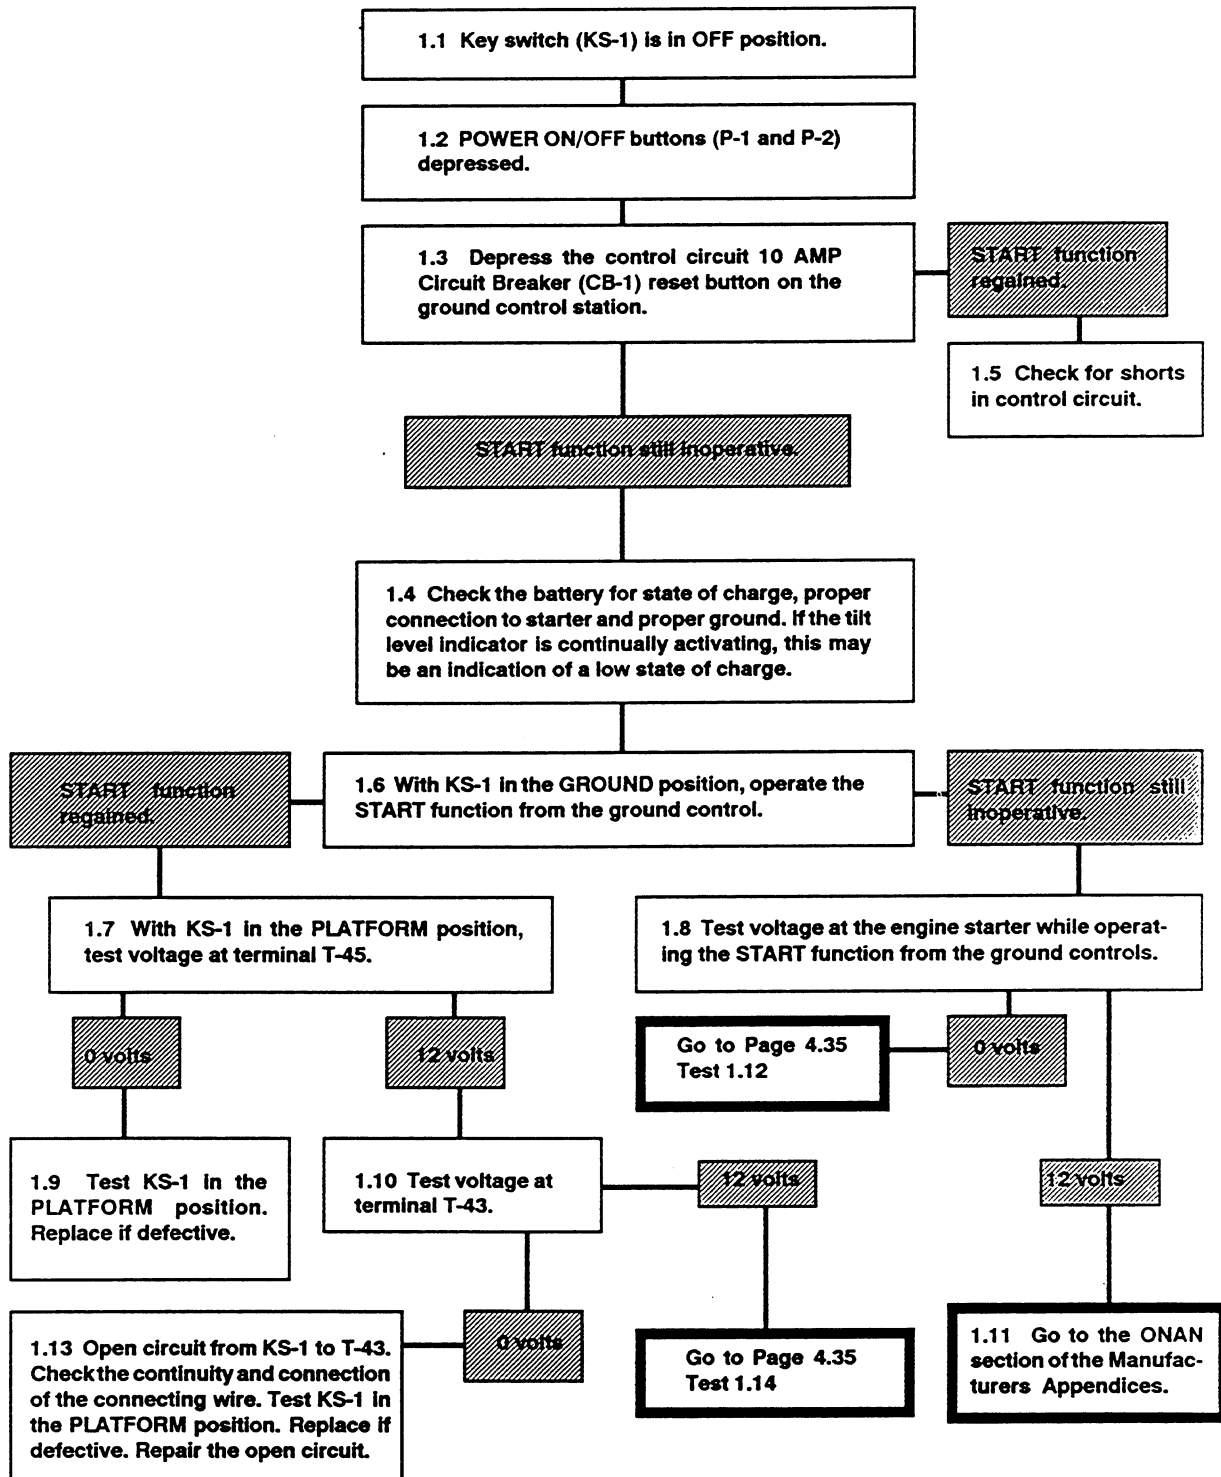 1.1 Key switch (KS-1) is in OFF position.
1.2 POWER ON/OFF buttons (P-1 and P-2)
depressed.
1.3 Depress the control circuit 10 AMP
Circuit Breaker (CB-1) reset button on the
ground control station.
START function
regained.
1.5 Check for shorts
in control circuit.
START function still inoperative.
1.4 Check the battery for state of charge, proper
connection to starter and proper ground. If the tilt
level indicator is continually activating, this may
be an indication of a low state of charge.
START function
regained.
1.6 With KS-1 in the GROUND position, operate the
START function from the ground control.
START function still
inoperative.
1.7 With KS-1 in the PLATFORM position,
test voltage at terminal T-45.
1.8 Test voltage at the engine starter while operat-
ing the START function from the ground controls.
0 volts
12 volts
Go to Page 4.35
Test 1.12
0 volts
1.9 Test KS-1 in the
PLATFORM position.
Replace if defective.
1.10 Test voltage at
terminal T-43.
12 volts
12 volts
1.13 Open circuit from KS-1 to T-43.
Check the continuity and connection
of the connecting wire. Test KS-1 in
the PLATFORM position. Replace if
defective. Repair the open circuit.
0 volts
Go to Page 4.35
Test 1.14
1.11 Go to the ONAN
section of the Manufac-
turers Appendices.